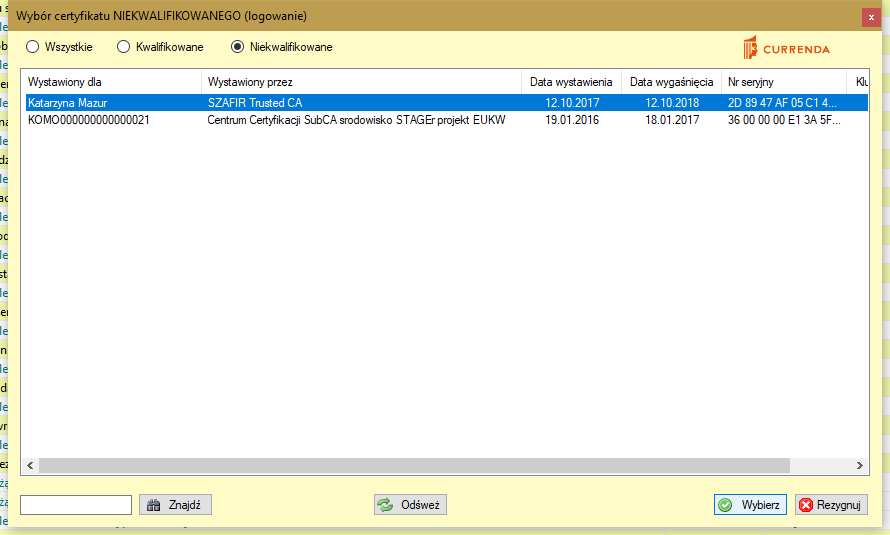 Wybór certyfikatu NIEKWALIFIKOWANEGO (logowanie)
Wszystkie Kwalifikowane Niekwalifikowane CURRENDA
Wystawiony dla Wystawiony przez Data wystawienia Data wygaśnięcia Nr seryjny Klu
Katarzyna Mazur SZAFIR Trusted CA 12.10.2017 12.10.2018 2D 89 47 AF 05 C1 4...
KOMO000000000000021 Centrum Certyfikacji SubCA srodowisko STAGEr projekt EUKW 19.01.2016 18.01.2017 36 00 00 00 E1 3A 5F...
Znajdź Odśwież Wybierz Rezygnuj